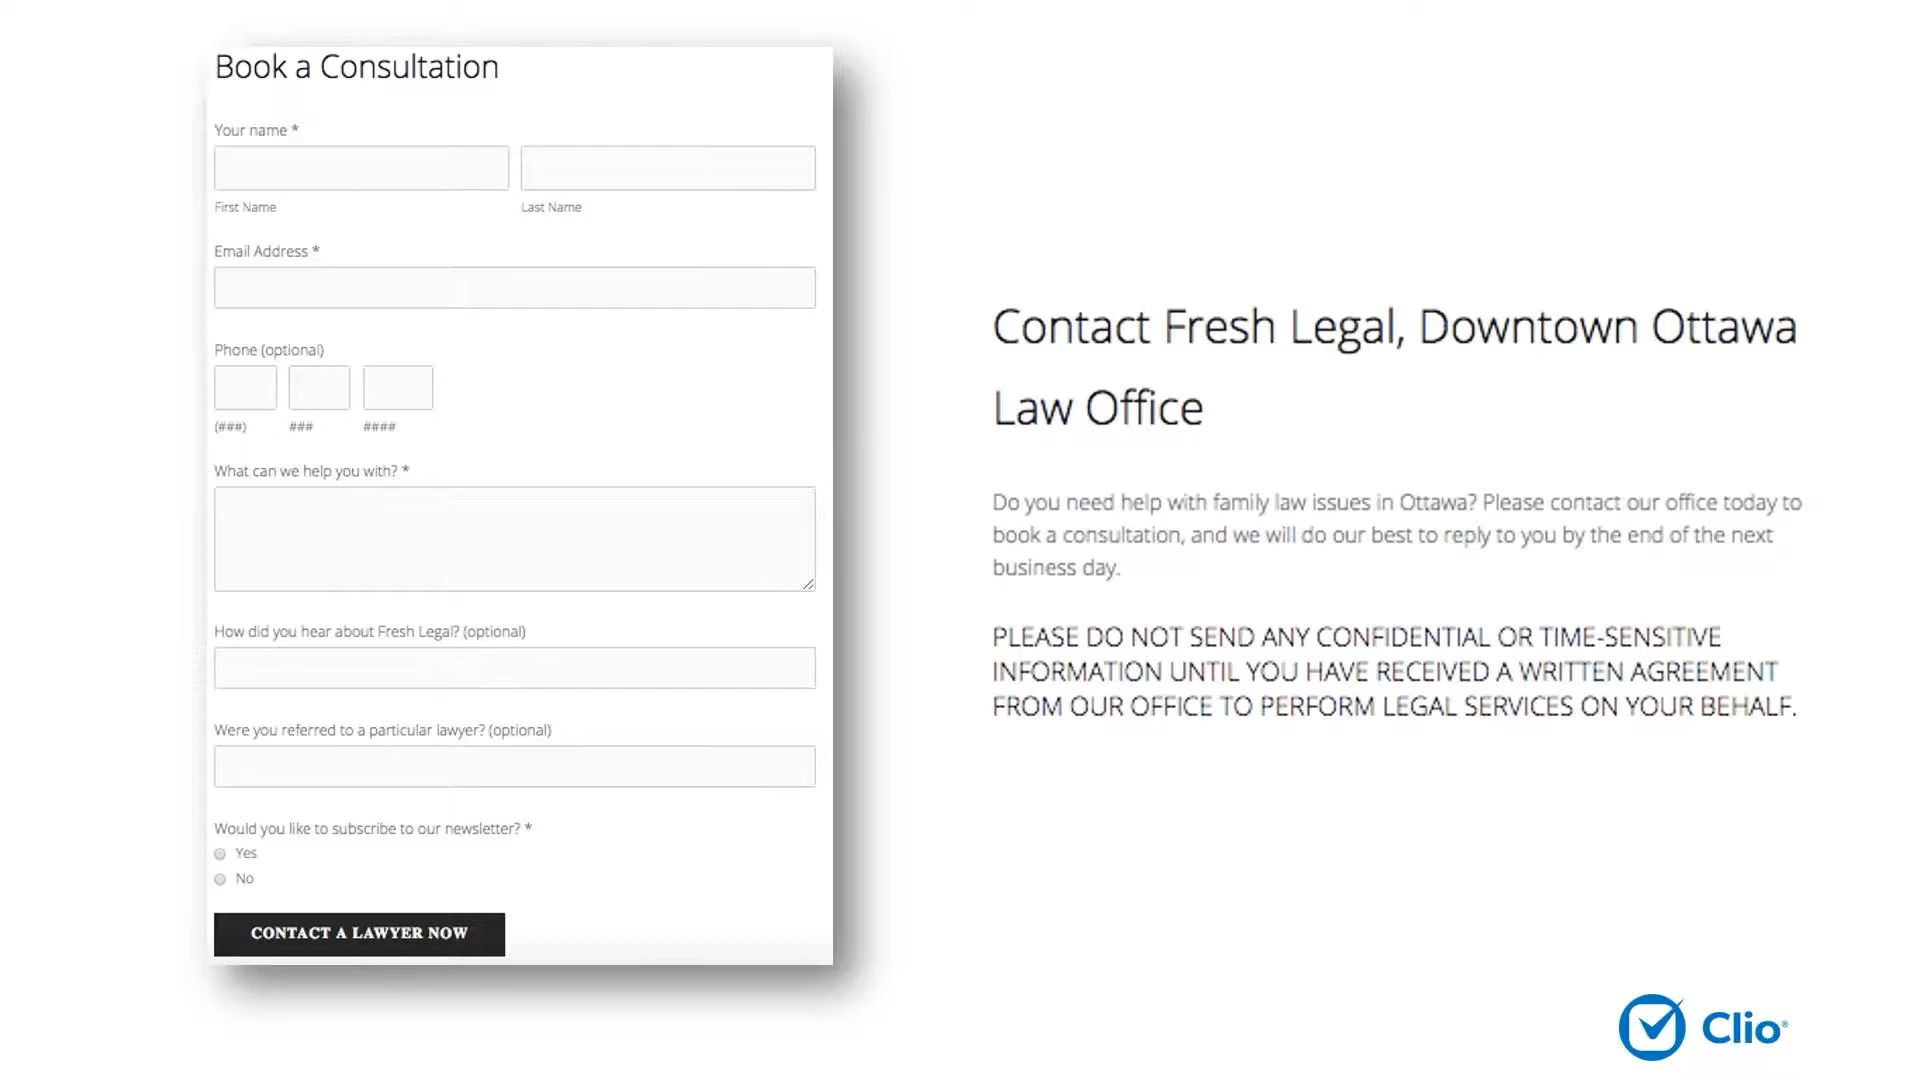 Book a Consultation
Your name *
First Name
Last Name
Email Address *
Phone (optional)
(###)
###
####
What can we help you with? *
How did you hear about Fresh Legal? (optional)
Were you referred to a particular lawyer? (optional)
Would you like to subscribe to our newsletter? *
Yes
No
CONTACT A LAWYER NOW
Contact Fresh Legal, Downtown Ottawa
Law Office
Do you need help with family law issues in Ottawa? Please contact our office today to
book a consultation, and we will do our best to reply to you by the end of the next
business day.
PLEASE DO NOT SEND ANY CONFIDENTIAL OR TIME-SENSITIVE
INFORMATION UNTIL YOU HAVE RECEIVED A WRITTEN AGREEMENT
FROM OUR OFFICE TO PERFORM LEGAL SERVICES ON YOUR BEHALF.
Clio®